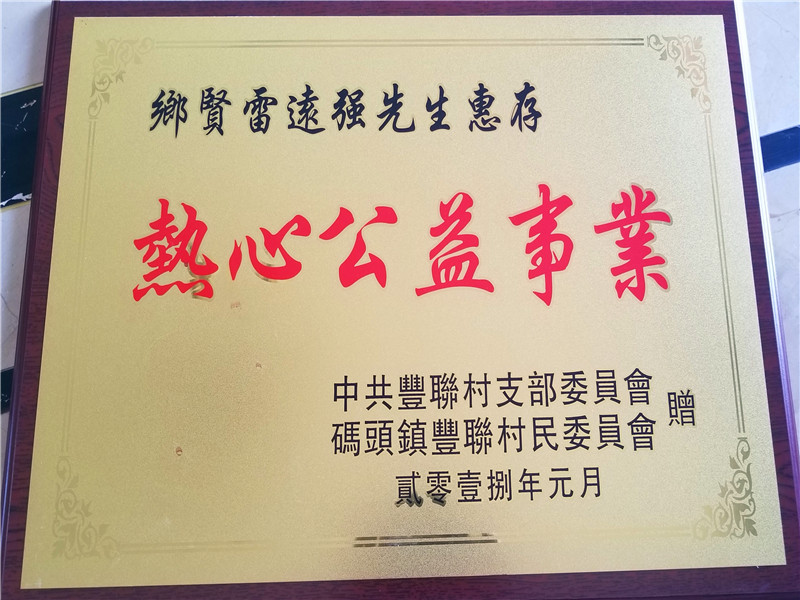 鄉賢雷遠强先生惠存
熱心公益事業
中共豐聯村支部委員會
碼頭鎮豐聯村民委員會
贈
貳零壹捌年元月